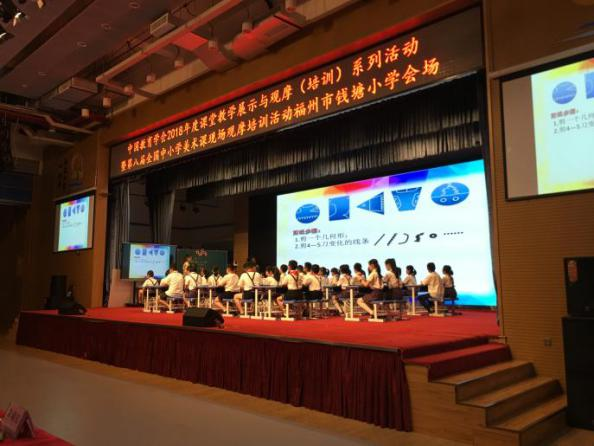 中国教育学会2018年度课堂教学展示与观摩（培训）系列活动
暨第八届全国中小学美术课现场观摩培训活动福州市钱塘小学会场
剪纸步骤：
1.剪一个几何形；
2.剪4—5刀变化的线条